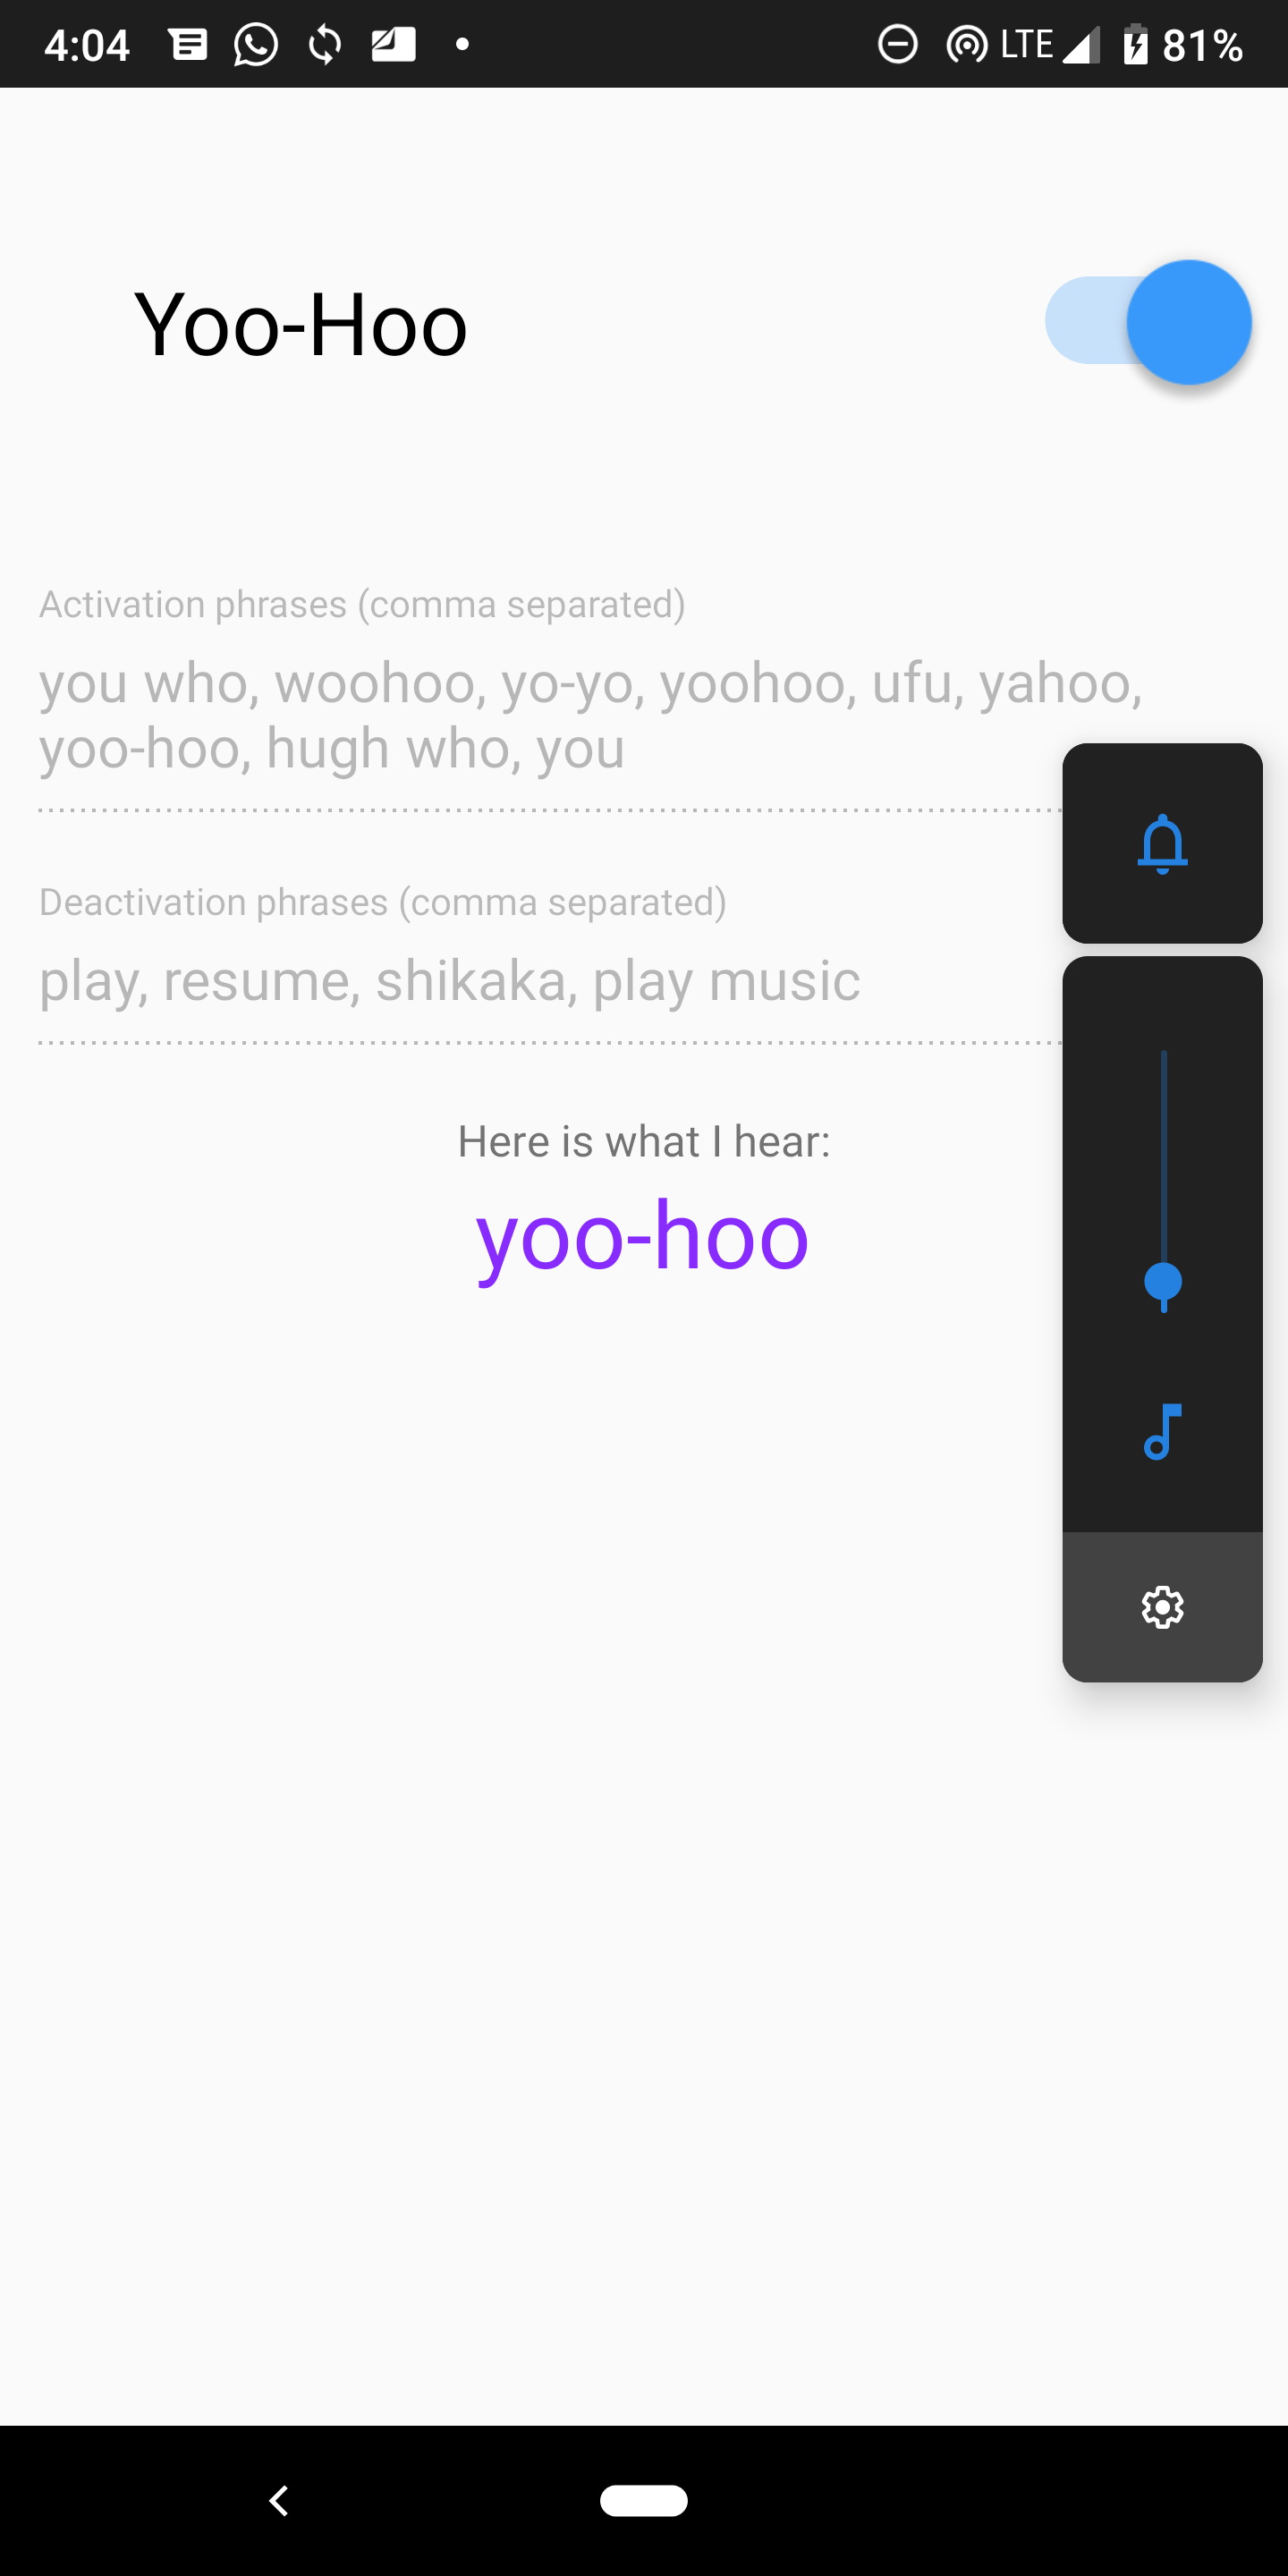 4:04 LTE 81%
Yoo-Hoo
Activation phrases (comma separated)
you who, woohoo, yo-yo, yoohoo, ufu, yahoo,
yoo-hoo, hugh who, you
Deactivation phrases (comma separated)
play, resume, shikaka, play music
Here is what I hear:
yoo-hoo